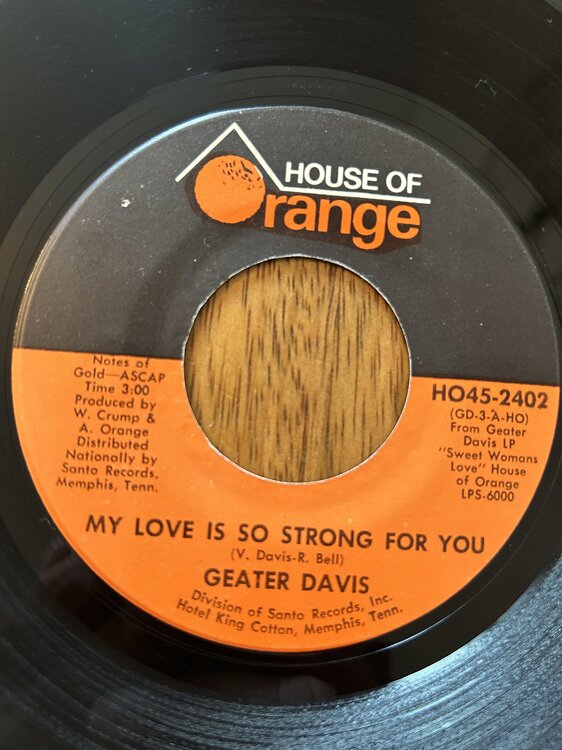 HOUSE OF
Orange
Notes of
Gold—ASCAP
Time 3:00
Produced by
W. Crump &
A. Orange
Distributed
Nationally by
Santo Records,
Memphis, Tenn.
HO45-2402
(GD-3-A-HO)
From Geater
Davis LP
"Sweet Womans
Love" House
of Orange
LPS-6000
MY LOVE IS SO STRONG FOR YOU
(V. Davis-R. Bell)
GEATER DAVIS
Division of Santo Records, Inc.
Hotel King Cotton, Memphis, Tenn.